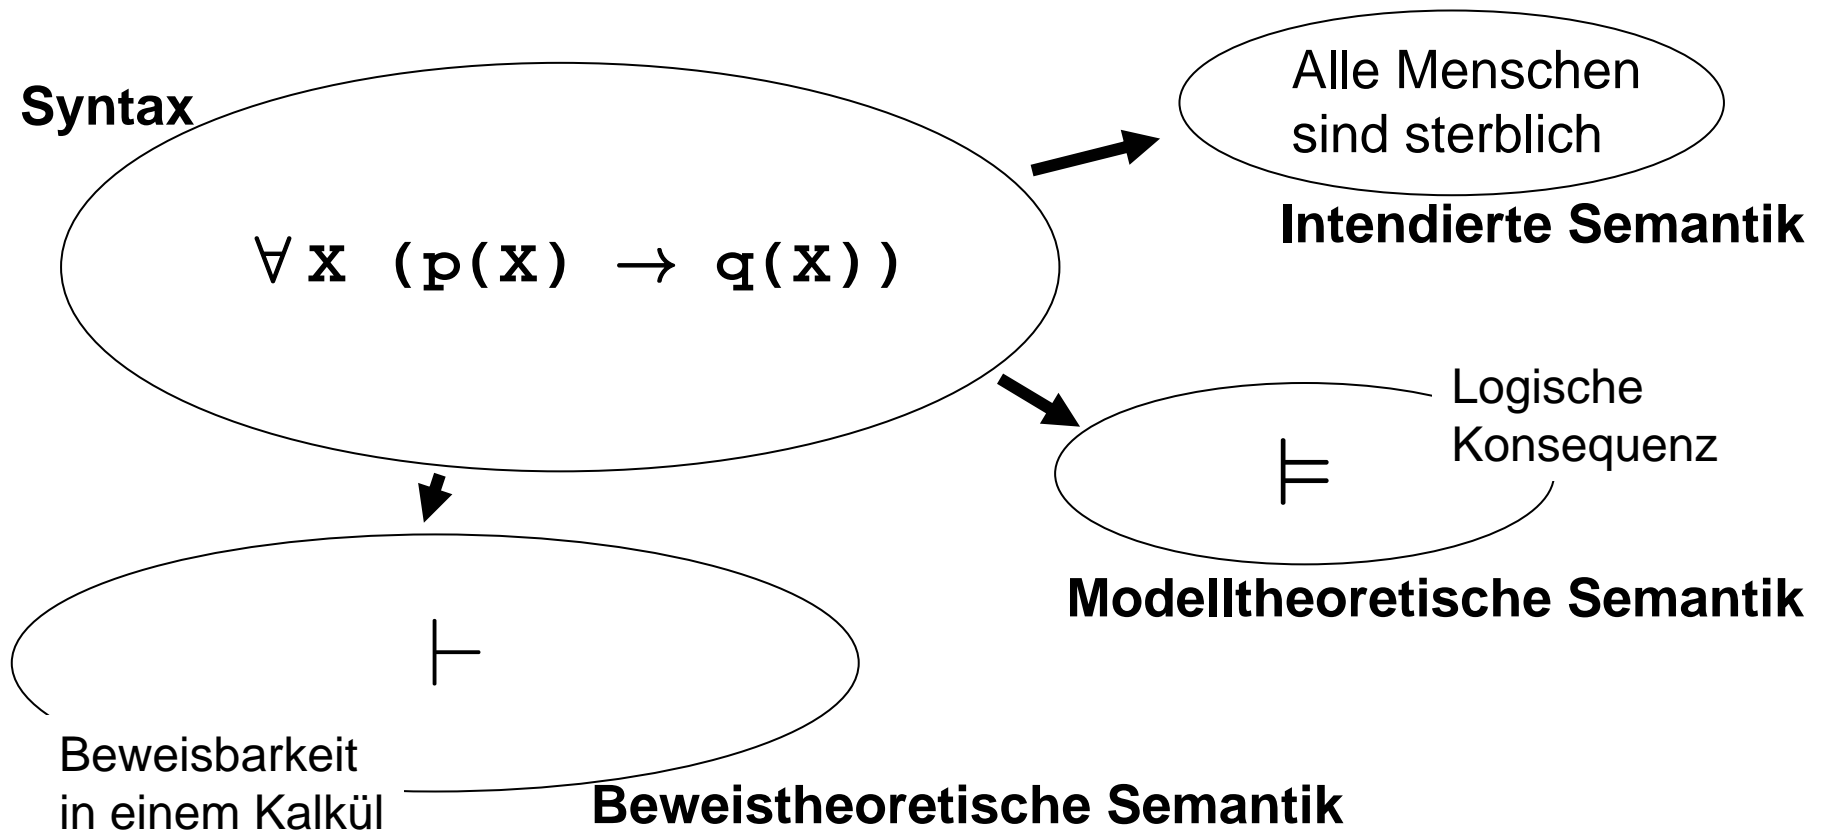 Syntax
∀ X (p(X) → q(X))
Alle Menschen
sind sterblich
Intendierte Semantik
Logische
Konsequenz
⊨
Modelltheoretische Semantik
⊢
Beweisbarkeit
in einem Kalkül
Beweistheoretische Semantik